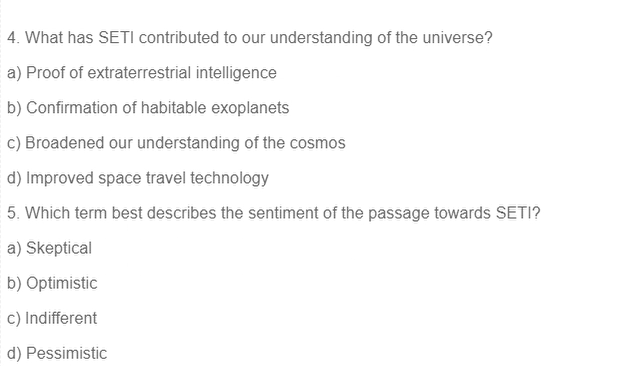 4. What has SETI contributed to our understanding of the universe?
a) Proof of extraterrestrial intelligence
b) Confirmation of habitable exoplanets
c) Broadened our understanding of the cosmos
d) Improved space travel technology
5. Which term best describes the sentiment of the passage towards SETI?
a) Skeptical
b) Optimistic
c) Indifferent
d) Pessimistic